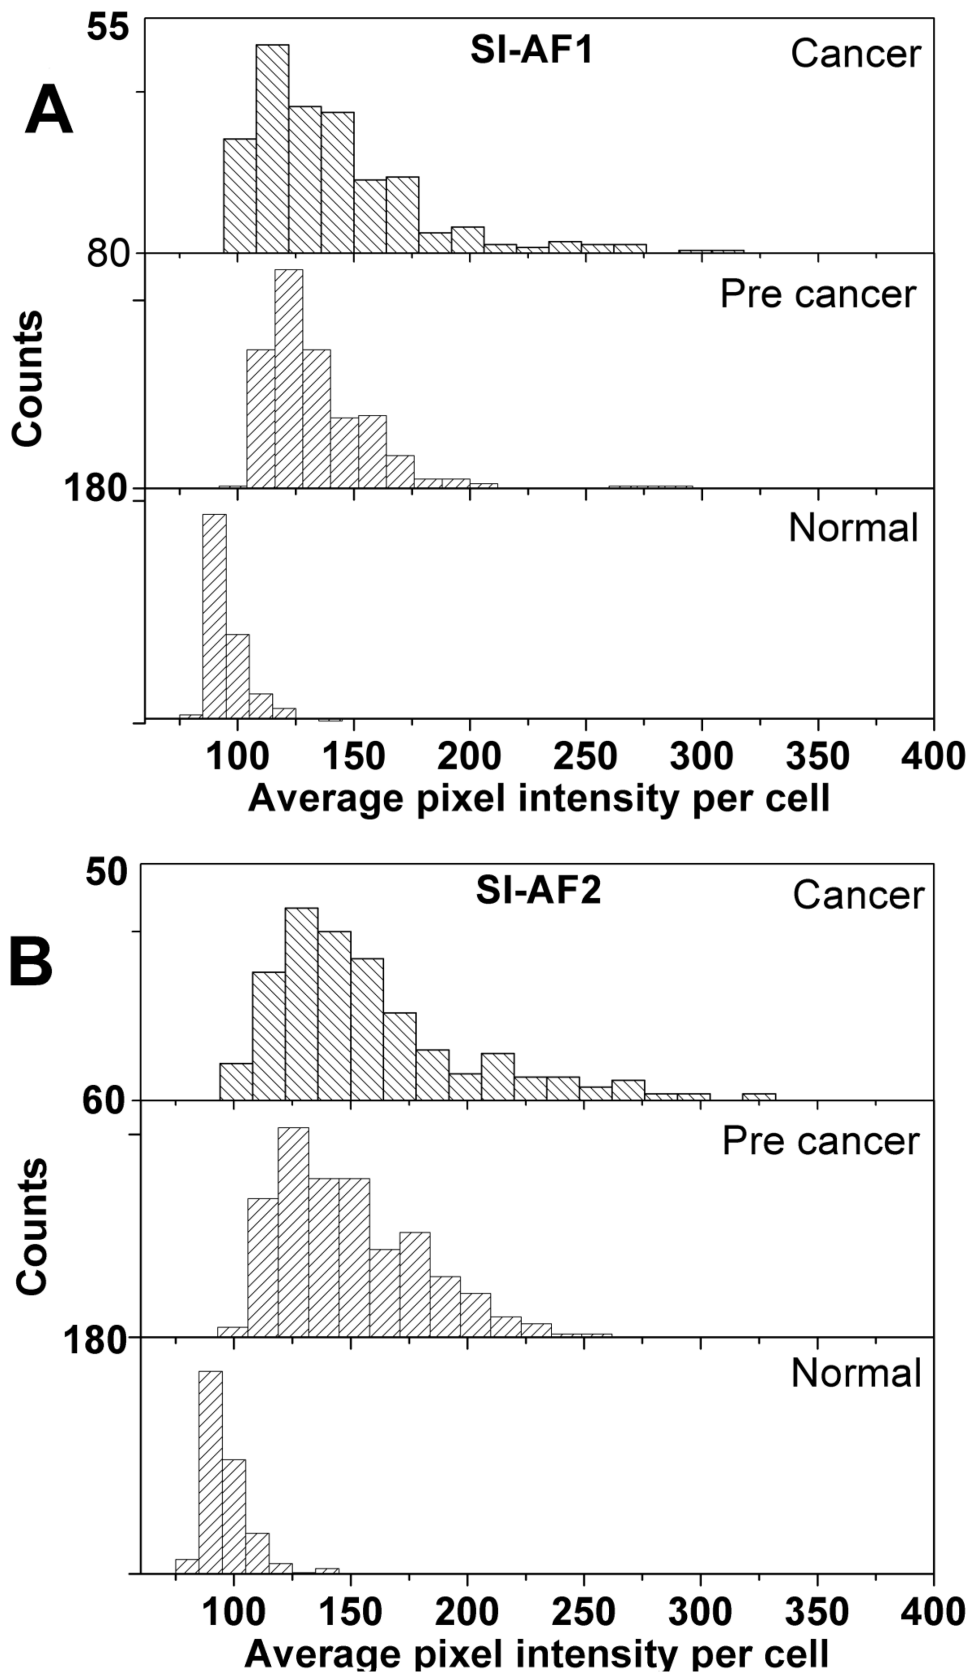 55
A
SI-AF1
Cancer
80
Pre cancer
Counts
180
Normal
100 150 200 250 300 350 400
Average pixel intensity per cell
50
B
SI-AF2
Cancer
60
Pre cancer
Counts
180
Normal
100 150 200 250 300 350 400
Average pixel intensity per cell